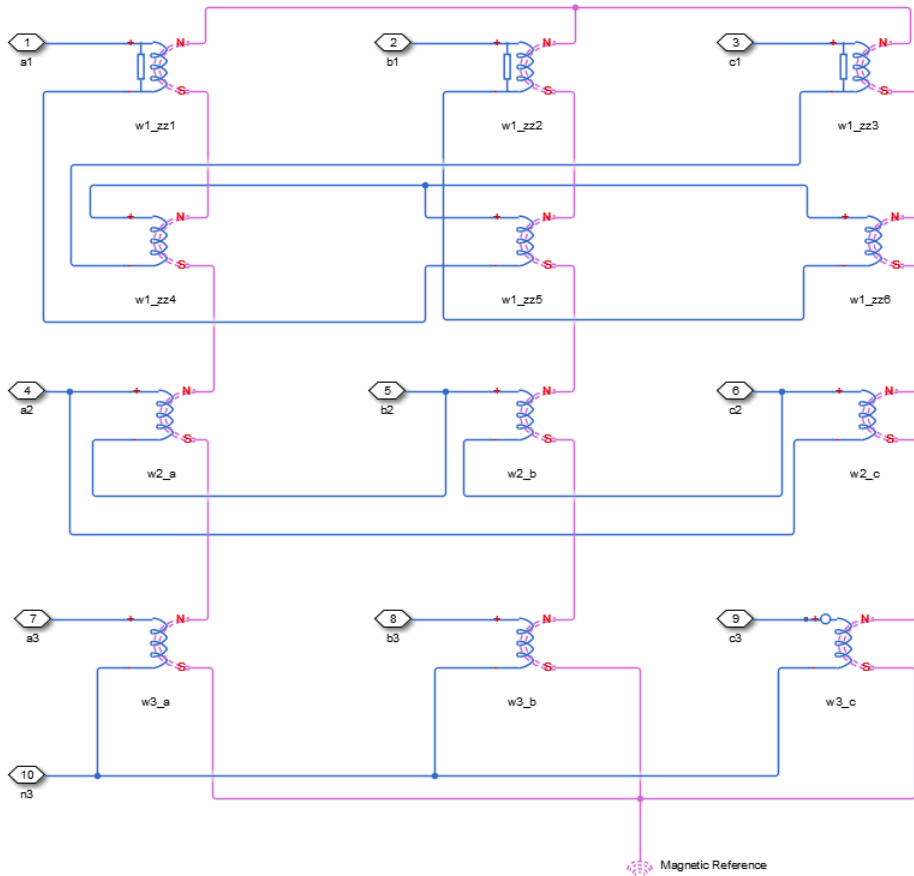 1 + N 2 + N 3 + N
a1 b1 c1
- S - S - S
w1_zz1 w1_zz2 w1_zz3
+ N + N + N
- S - S - S
w1_zz4 w1_zz5 w1_zz6
4 + N 5 + N 6 + N
a2 b2 c2
- S - S - S
w2_a w2_b w2_c
7 + N 8 + N 9 + N
a3 b3 c3
- S - S - S
w3_a w3_b w3_c
10
n3
Magnetic Reference